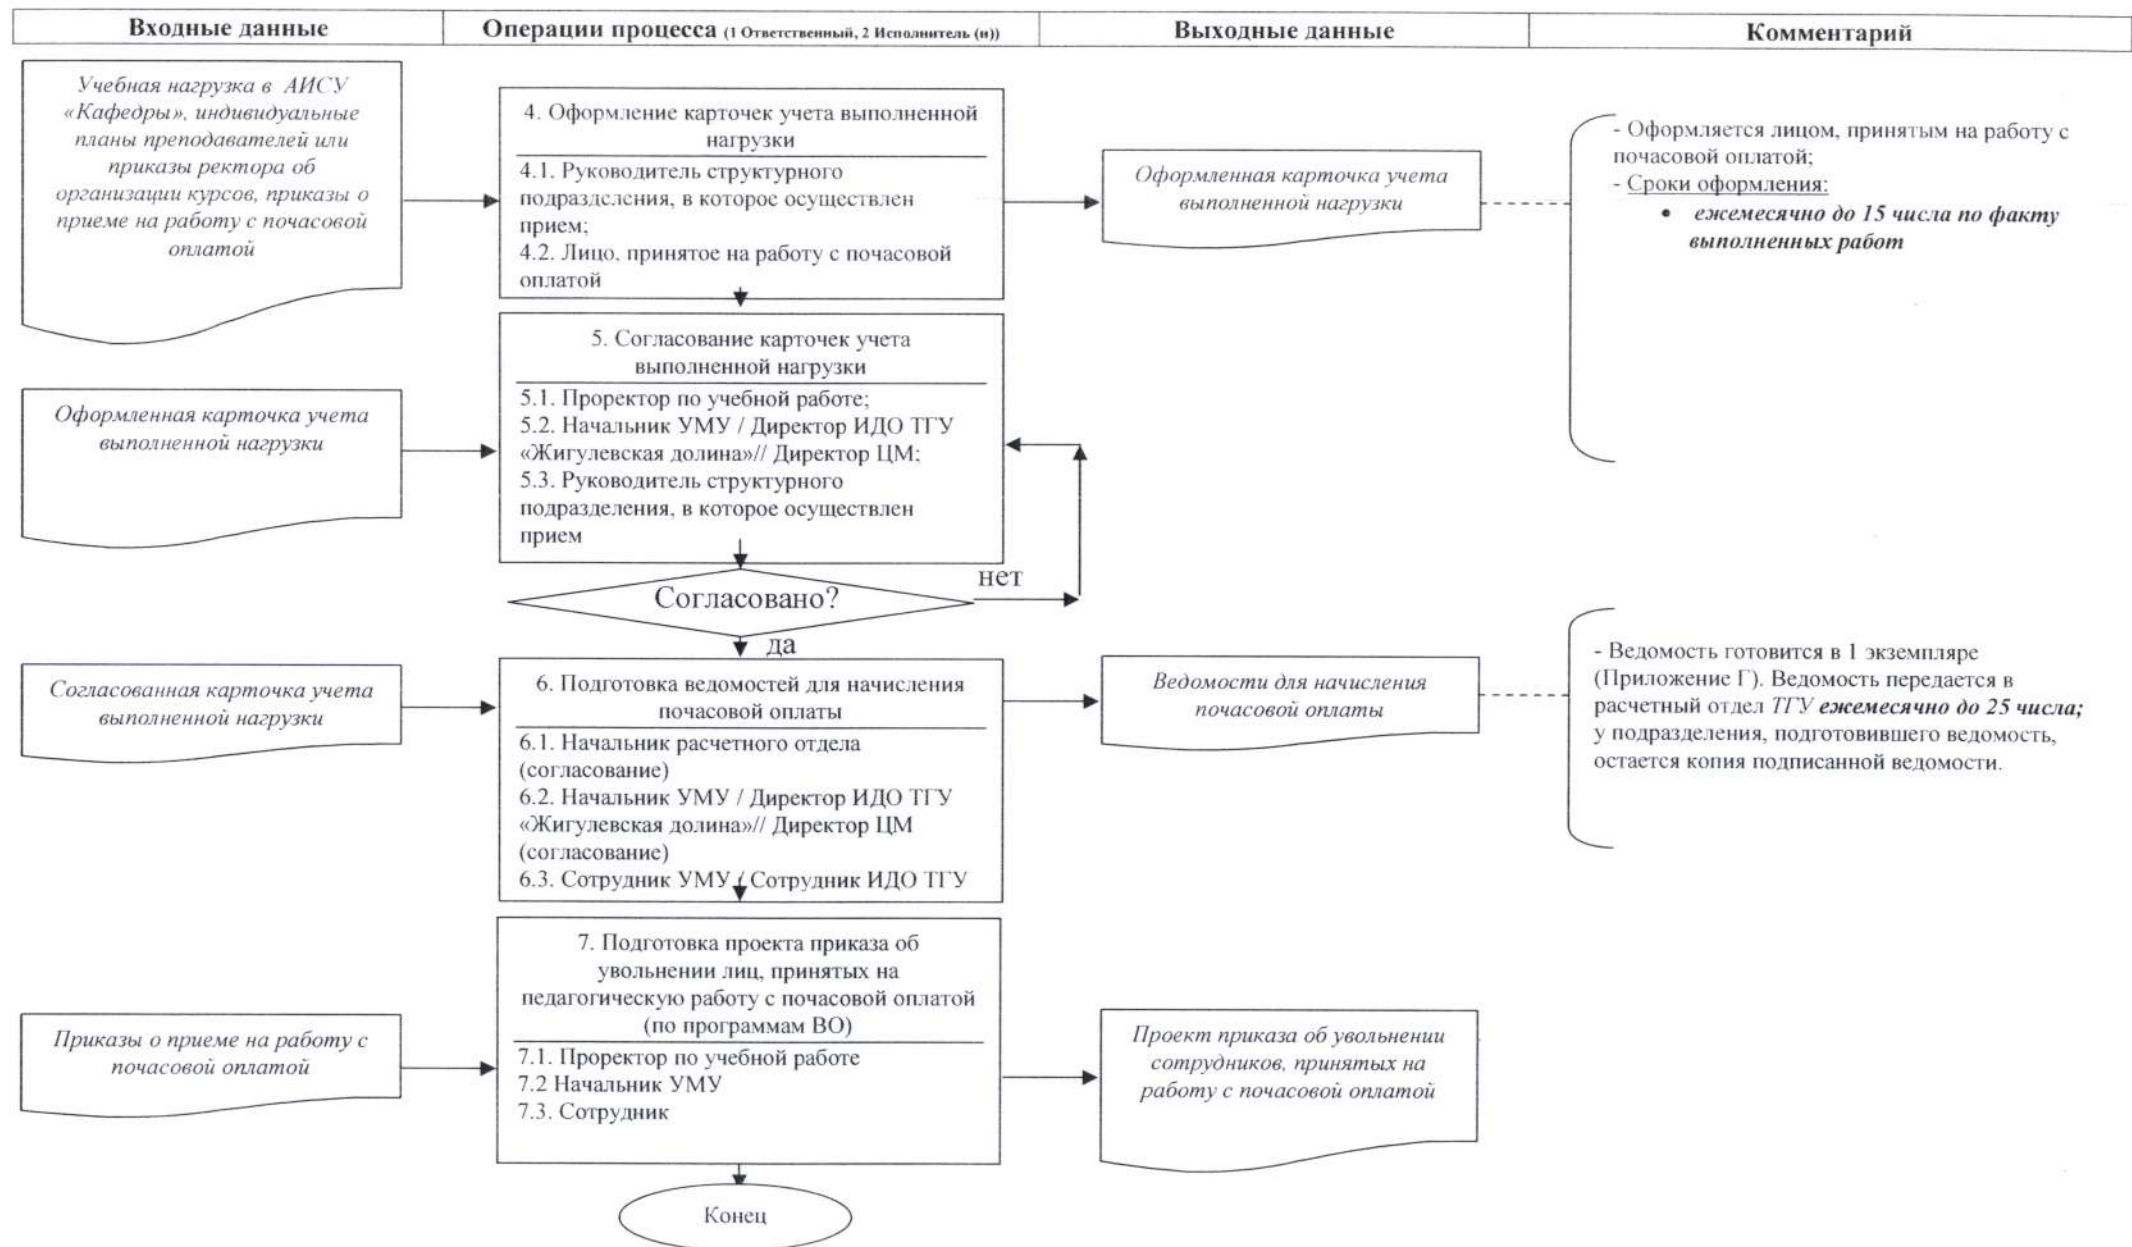 Входные данные
Операции процесса (1 Ответственный, 2 Исполнитель (и))
Выходные данные
Комментарий
Учебная нагрузка в АИСУ
«Кафедры», индивидуальные
планы преподавателей или
приказы ректора об
организации курсов, приказы о
приеме на работу с почасовой
оплатой
4. Оформление карточек учета выполненной
нагрузки
4.1. Руководитель структурного
подразделения, в которое осуществлен
прием;
4.2. Лицо, принятое на работу с почасовой
оплатой
Оформленная карточка учета
выполненной нагрузки
- Оформляется лицом, принятым на работу с
почасовой оплатой;
- Сроки оформления:
• ежемесячно до 15 числа по факту
выполненных работ
Оформленная карточка учета
выполненной нагрузки
5. Согласование карточек учета
выполненной нагрузки
5.1. Проректор по учебной работе;
5.2. Начальник УМУ / Директор ИДО ТГУ
«Жигулевская долина»// Директор ЦМ;
5.3. Руководитель структурного
подразделения, в которое осуществлен
прием
Согласовано?
нет
да
Согласованная карточка учета
выполненной нагрузки
6. Подготовка ведомостей для начисления
почасовой оплаты
6.1. Начальник расчетного отдела
(согласование)
6.2. Начальник УМУ / Директор ИДО ТГУ
«Жигулевская долина»// Директор ЦМ
(согласование)
6.3. Сотрудник УМУ / Сотрудник ИДО ТГУ
Ведомости для начисления
почасовой оплаты
- Ведомость готовится в 1 экземпляре
(Приложение Г). Ведомость передается в
расчетный отдел ТГУ ежемесячно до 25 числа;
у подразделения, подготовившего ведомость,
остается копия подписанной ведомости.
Приказы о приеме на работу с
почасовой оплатой
7. Подготовка проекта приказа об
увольнении лиц, принятых на
педагогическую работу с почасовой оплатой
(по программам ВО)
7.1. Проректор по учебной работе
7.2 Начальник УМУ
7.3. Сотрудник
Проект приказа об увольнении
сотрудников, принятых на
работу с почасовой оплатой
Конец